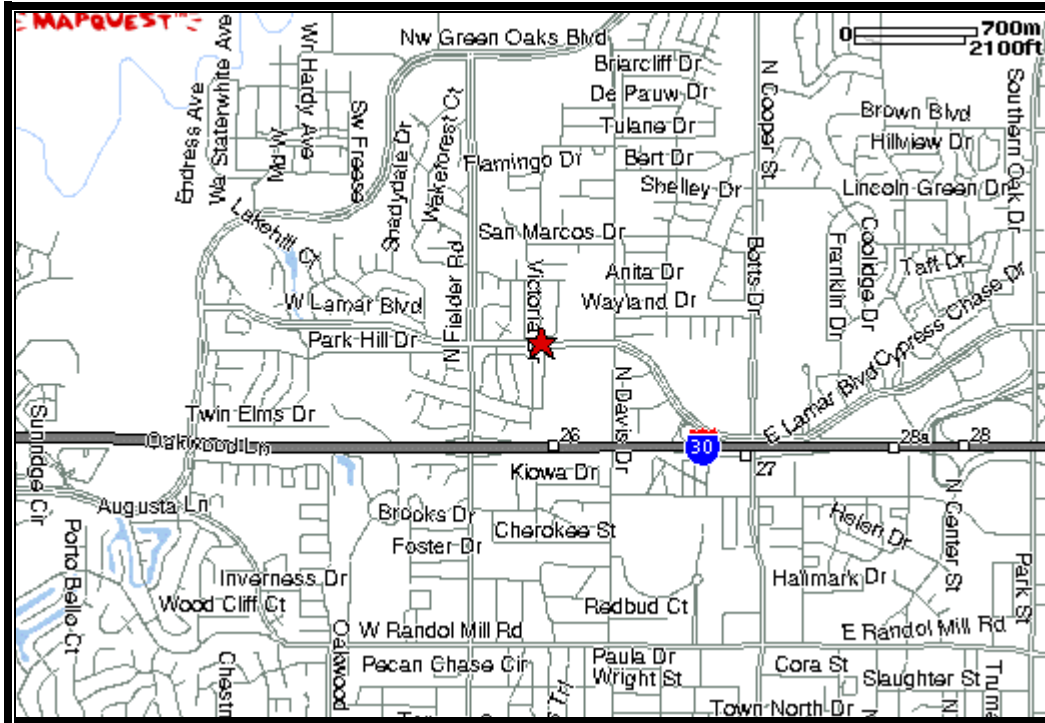 MAPQUEST
0 700m
2100ft
Nw Green Oaks Blvd
Briarcliff Dr
De Pauw Dr
Tulane Dr
Flamingo Dr
Bert Dr
Shelley Dr
N Cooper St
Brown Blvd
Hillview Dr
Lincoln Green Dr
Southern Oak Dr
Endress Ave
Wa Staterwhite Ave
Wn Hardy Ave
Sw Freese
Shadydale Dr
Wakeforest Ct
Lakehill Ct
San Marcos Dr
Anita Dr
Wayland Dr
Botts Dr
Franklin Dr
Coolidge Dr
Taft Dr
Cypress Chase Dr
W Lamar Blvd
Park Hill Dr
N Fielder Rd
Victoria Dr
N Davis Dr
E Lamar Blvd
Twin Elms Dr
Oakwood Ln
26
30
27
28a
28
Sunridge Cir
Kiowa Dr
Augusta Ln
Brooks Dr
Cherokee St
Foster Dr
Helen Dr
N Center St
Porto Bello Ct
Inverness Dr
Wood Cliff Ct
Hallmark Dr
Redbud Ct
Park St
W Randol Mill Rd
E Randol Mill Rd
Oakwood
Chestn
Pecan Chase Cir
Paula Dr
Wright St
Cora St
Slaughter St
Town North Dr